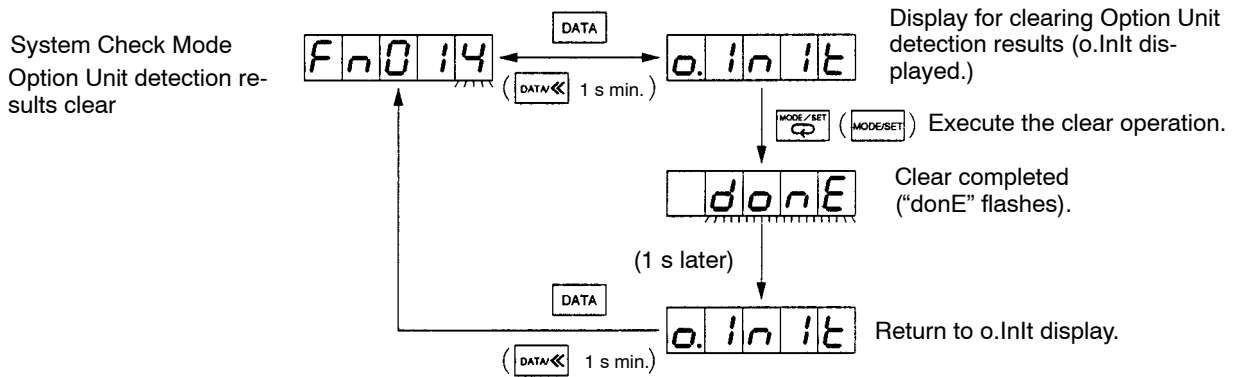 System Check Mode
Option Unit detection re-
sults clear
Fn014
DATA
(DATA/≪ 1 s min.)
o.InIt
Display for clearing Option Unit
detection results (o.InIt dis-
played.)
MODE/SET (MODE/SET) Execute the clear operation.
donE
Clear completed
(“donE” flashes).
(1 s later)
DATA
(DATA/≪ 1 s min.)
o.InIt
Return to o.InIt display.